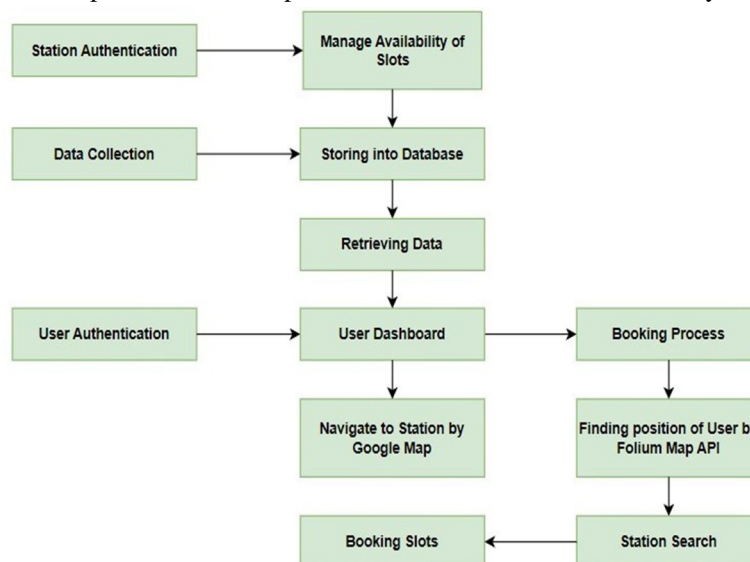 Station Authentication
Manage Availability of
Slots
Data Collection
Storing into Database
Retrieving Data
User Authentication
User Dashboard
Booking Process
Navigate to Station by
Google Map
Finding position of User b
Folium Map API
Booking Slots
Station Search